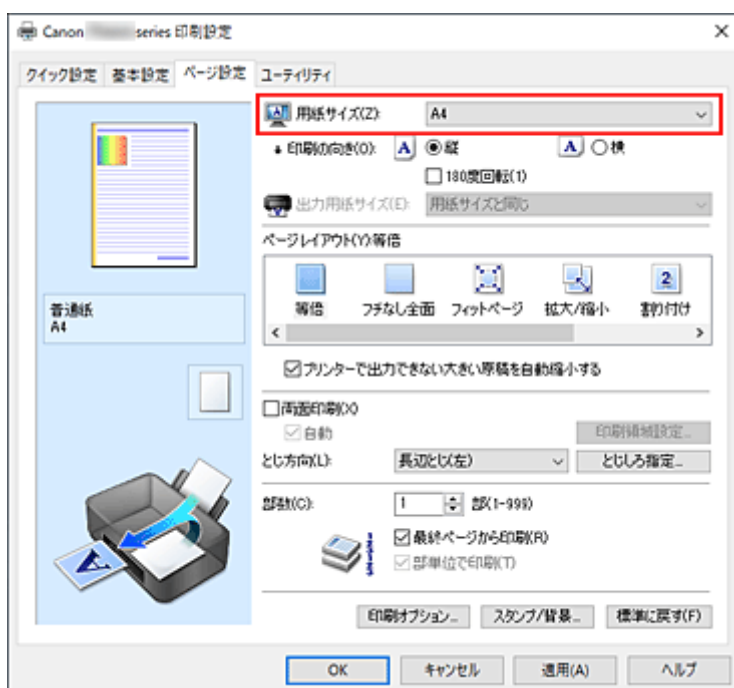 Canon series 印刷設定
クイック設定 基本設定 ページ設定 ユーティリティ
用紙サイズ(Z): A4
印刷の向き(O): A 縦 A 横
180度回転(1)
出力用紙サイズ(E): 用紙サイズと同じ
ページレイアウト(Y):等倍
等倍 フチなし全面 フィットページ 拡大/縮小 2 割り付け
普通紙
A4
プリンターで出力できない大きい原稿を自動縮小する
両面印刷(X)
自動 印刷領域設定...
とじ方向(L): 長辺とじ(左) とじしろ指定...
部数(C): 1 部(1-999)
最終ページから印刷(R)
部単位で印刷(T)
印刷オプション... スタンプ/背景... 標準に戻す(F)
OK キャンセル 適用(A) ヘルプ